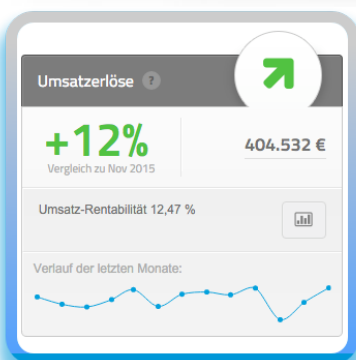 Umsatzerlöse ?
+12%
Vergleich zu Nov 2015
404.532 €
Umsatz-Rentabilität 12,47 %
Verlauf der letzten Monate: